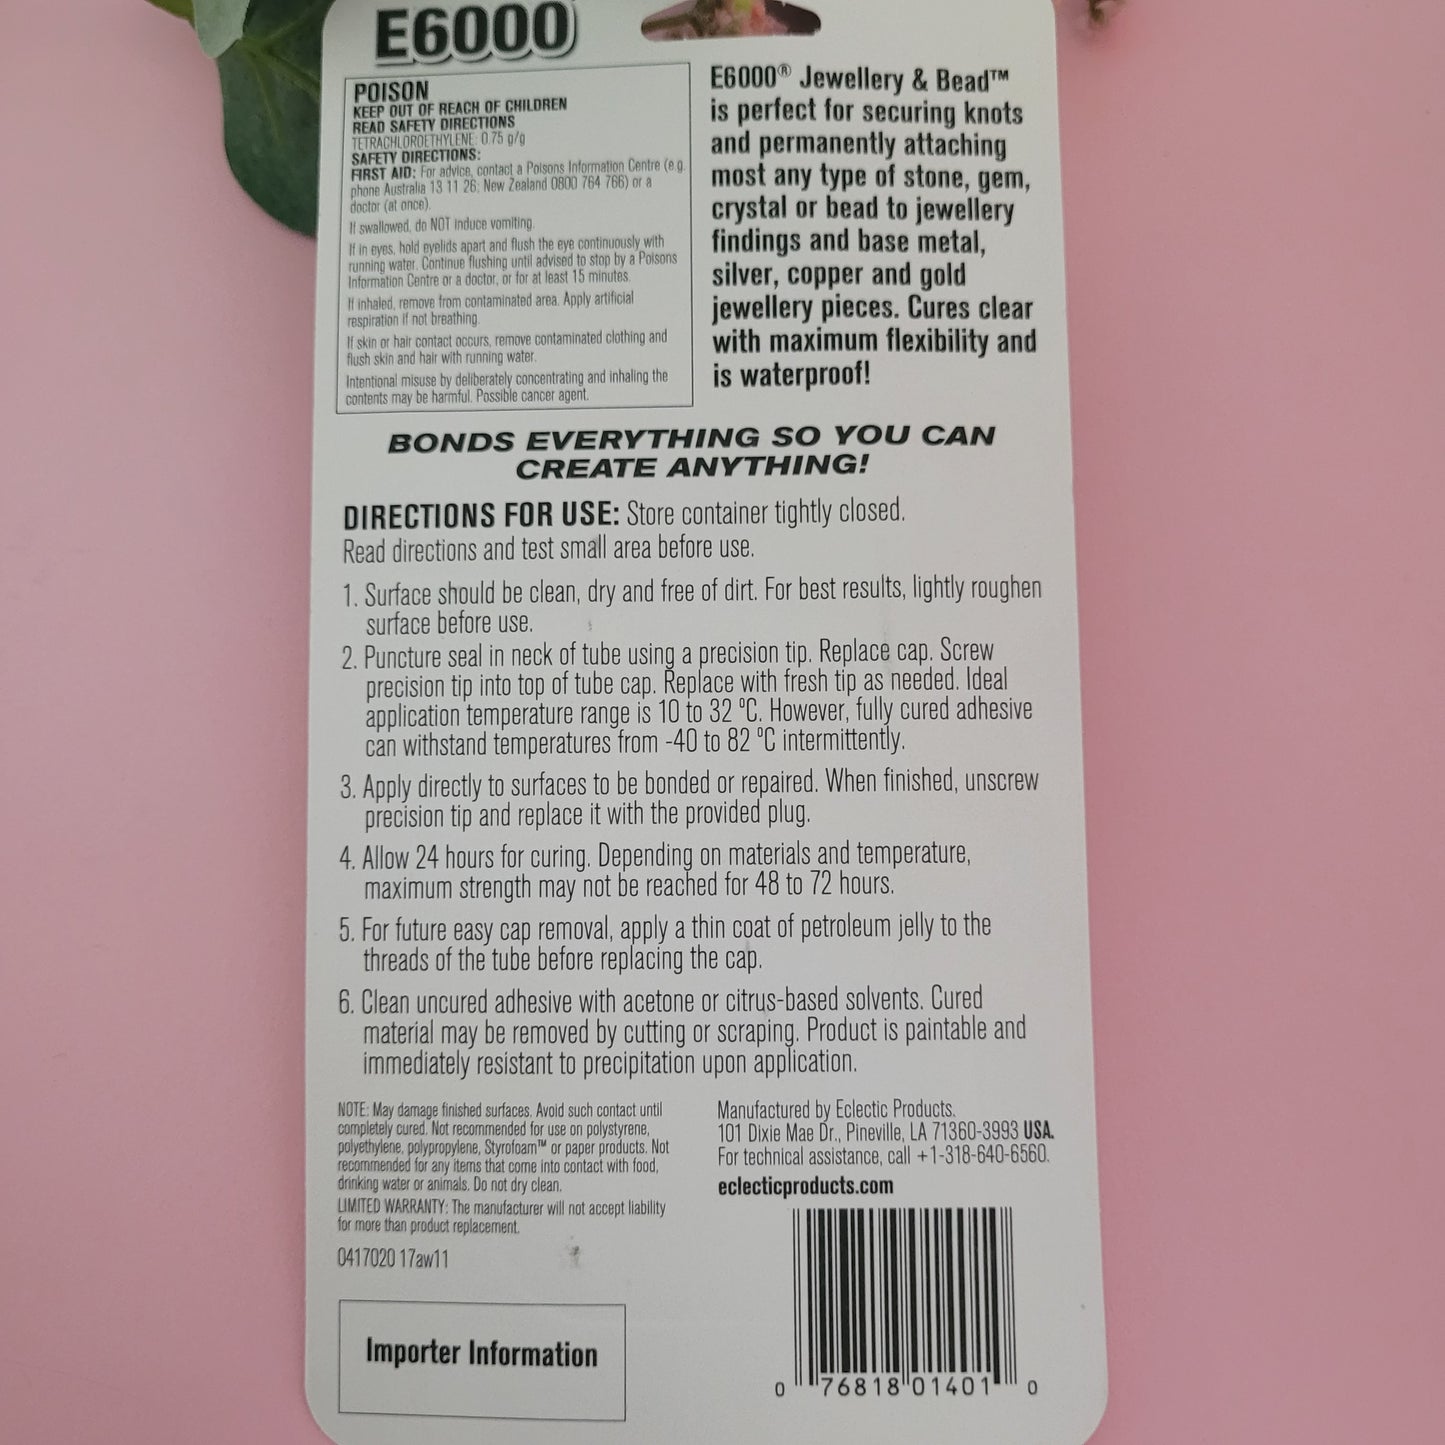 E6000
POISON
KEEP OUT OF REACH OF CHILDREN
READ SAFETY DIRECTIONS
TETRACHLOROETHYLENE: 0.75 g/g
SAFETY DIRECTIONS:
FIRST AID: For advice, contact a Poisons Information Centre (e.g.
phone Australia 13 11 26; New Zealand 0800 764 766) or a
doctor (at once).
If swallowed, do NOT induce vomiting.
If in eyes, hold eyelids apart and flush the eye continuously with
running water. Continue flushing until advised to stop by a Poisons
Information Centre or a doctor, or for at least 15 minutes.
If inhaled, remove from contaminated area. Apply artificial
respiration if not breathing.
If skin or hair contact occurs, remove contaminated clothing and
flush skin and hair with running water.
Intentional misuse by deliberately concentrating and inhaling the
contents may be harmful. Possible cancer agent.
E6000® Jewellery & Bead™
is perfect for securing knots
and permanently attaching
most any type of stone, gem,
crystal or bead to jewellery
findings and base metal,
silver, copper and gold
jewellery pieces. Cures clear
with maximum flexibility and
is waterproof!
BONDS EVERYTHING SO YOU CAN
CREATE ANYTHING!
DIRECTIONS FOR USE: Store container tightly closed.
Read directions and test small area before use.
1. Surface should be clean, dry and free of dirt. For best results, lightly roughen
surface before use.
2. Puncture seal in neck of tube using a precision tip. Replace cap. Screw
precision tip into top of tube cap. Replace with fresh tip as needed. Ideal
application temperature range is 10 to 32 ºC. However, fully cured adhesive
can withstand temperatures from -40 to 82 ºC intermittently.
3. Apply directly to surfaces to be bonded or repaired. When finished, unscrew
precision tip and replace it with the provided plug.
4. Allow 24 hours for curing. Depending on materials and temperature,
maximum strength may not be reached for 48 to 72 hours.
5. For future easy cap removal, apply a thin coat of petroleum jelly to the
threads of the tube before replacing the cap.
6. Clean uncured adhesive with acetone or citrus-based solvents. Cured
material may be removed by cutting or scraping. Product is paintable and
immediately resistant to precipitation upon application.
NOTE: May damage finished surfaces. Avoid such contact until
completely cured. Not recommended for use on polystyrene,
polyethylene, polypropylene, Styrofoam™ or paper products. Not
recommended for any items that come into contact with food,
drinking water or animals. Do not dry clean.
LIMITED WARRANTY: The manufacturer will not accept liability
for more than product replacement.
0417020 17aw11
Importer Information
Manufactured by Eclectic Products.
101 Dixie Mae Dr., Pineville, LA 71360-3993 USA.
For technical assistance, call +1-318-640-6560.
eclecticproducts.com
0 76818 01401 0